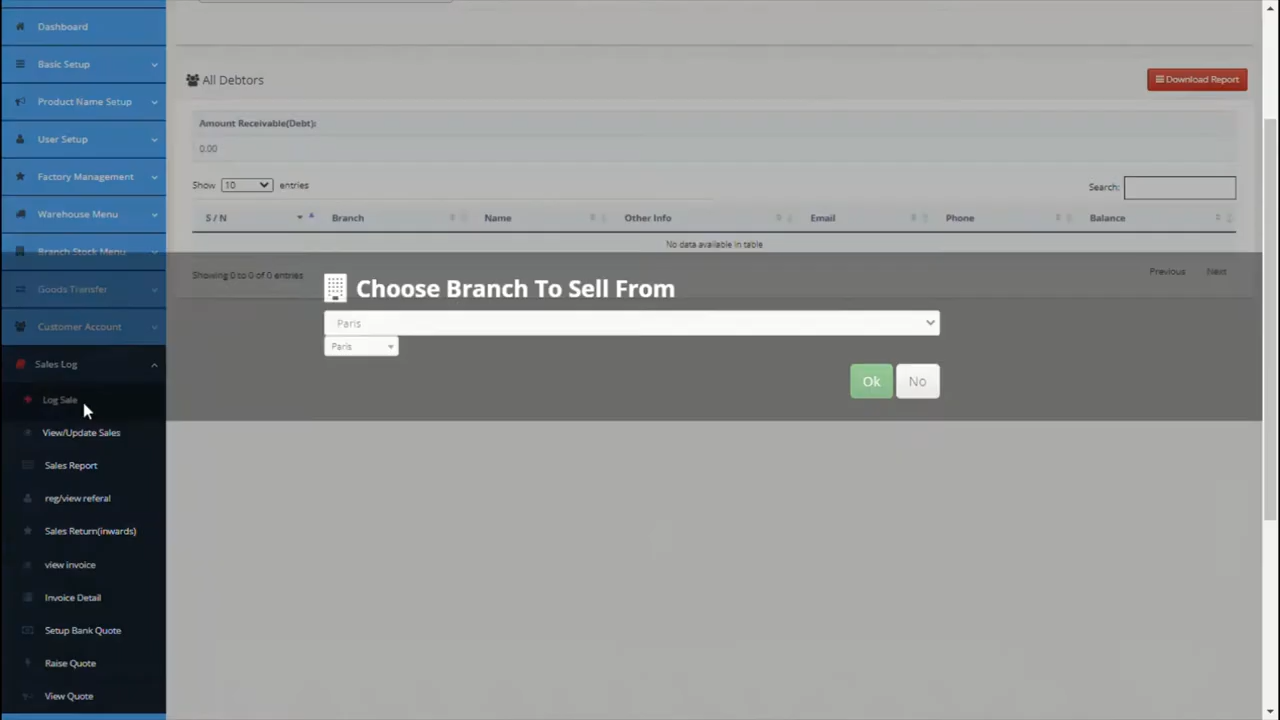 Dashboard
Basic Setup
Product Name Setup
User Setup
Factory Management
Warehouse Menu
Branch Stock Menu
Goods Transfer
Customer Account
Sales Log
Log Sale
View/Update Sales
Sales Report
reg/view referal
Sales Return(inwards)
view invoice
Invoice Detail
Setup Bank Quote
Raise Quote
View Quote
All Debtors
Download Report
Amount Receivable(Debt):
0.00
Show 10 entries
Search:
S / N Branch Name Other Info Email Phone Balance
No data available in table
Showing 0 to 0 of 0 entries
Previous Next
Choose Branch To Sell From
Paris
Paris
Ok No